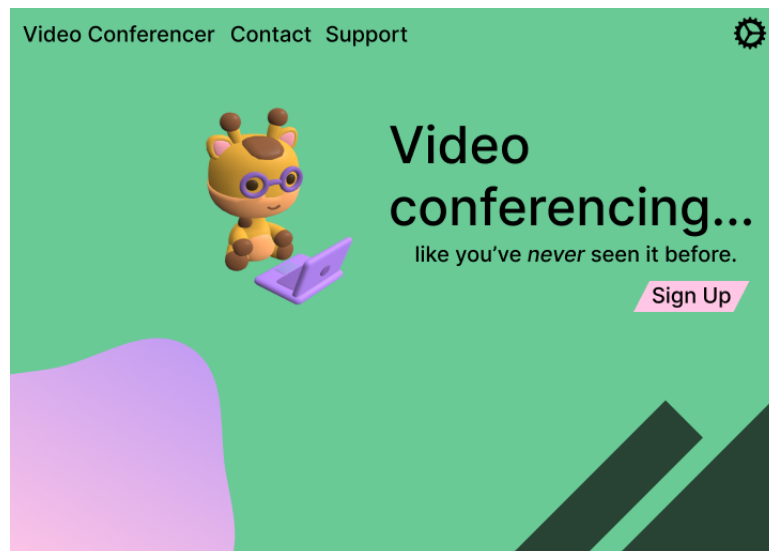 Video Conferencer Contact Support
Video
conferencing...
like you’ve never seen it before.
Sign Up